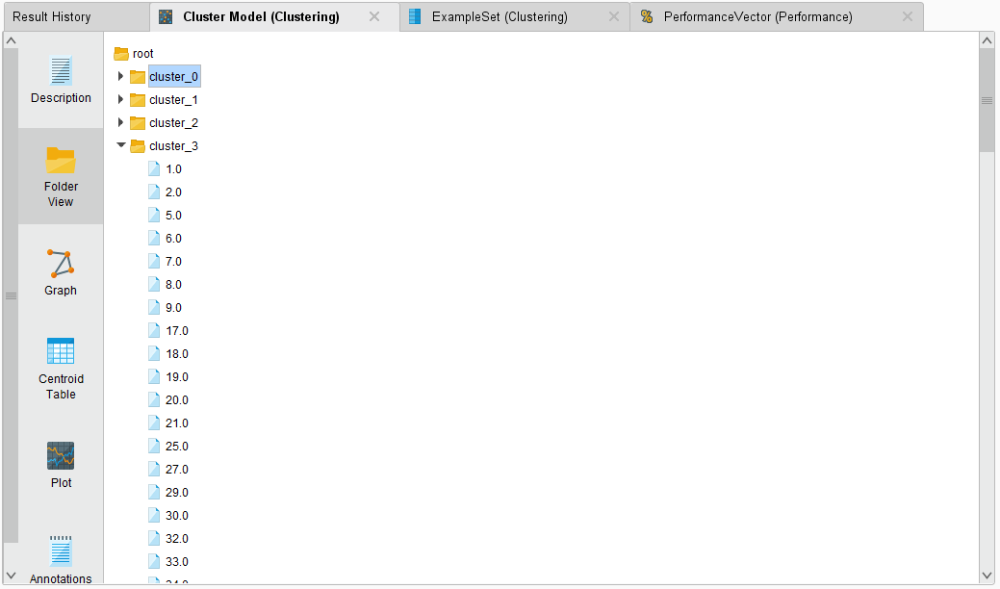 Result History
Cluster Model (Clustering)
ExampleSet (Clustering)
PerformanceVector (Performance)
Description
Folder
View
Graph
Centroid
Table
Plot
Annotations
root
cluster_0
cluster_1
cluster_2
cluster_3
1.0
2.0
5.0
6.0
7.0
8.0
9.0
17.0
18.0
19.0
20.0
21.0
25.0
27.0
29.0
30.0
32.0
33.0